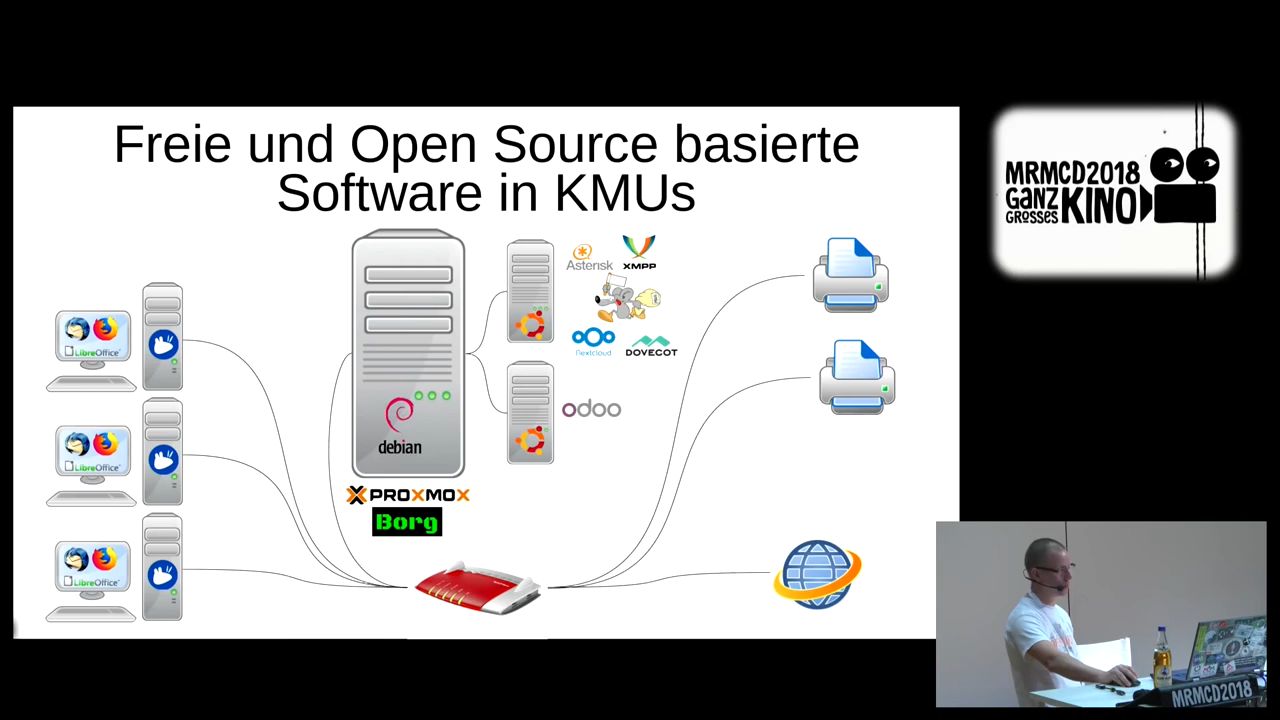 Freie und Open Source basierte
Software in KMUs
Asterisk
XMPP
nextcloud
DOVECOT
odoo
debian
PROXMOX
Borg
LibreOffice
LibreOffice
LibreOffice
MRMCD2018
GANZ
GROSSES
KINO
MRMCD2018